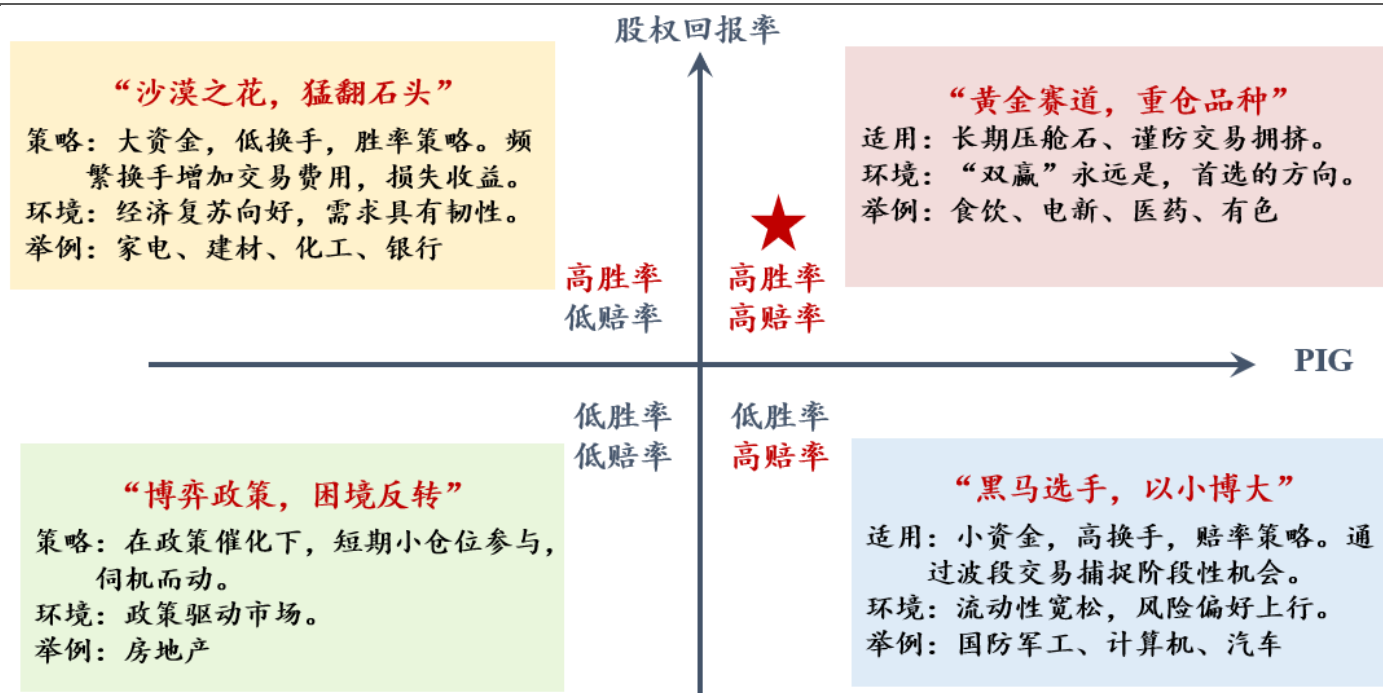 股权回报率
“沙漠之花，猛翻石头”
策略：大资金，低换手，胜率策略。频
繁换手增加交易费用，损失收益。
环境：经济复苏向好，需求具有韧性。
举例：家电、建材、化工、银行
“黄金赛道，重仓品种”
适用：长期压舱石、谨防交易拥挤。
环境：“双赢”永远是，首选的方向。
举例：食饮、电新、医药、有色
高胜率
低赔率
高胜率
高赔率
PIG
低胜率
低赔率
低胜率
高赔率
“博弈政策，困境反转”
策略：在政策催化下，短期小仓位参与，
伺机而动。
环境：政策驱动市场。
举例：房地产
“黑马选手，以小博大”
适用：小资金，高换手，赔率策略。通
过波段交易捕捉阶段性机会。
环境：流动性宽松，风险偏好上行。
举例：国防军工、计算机、汽车